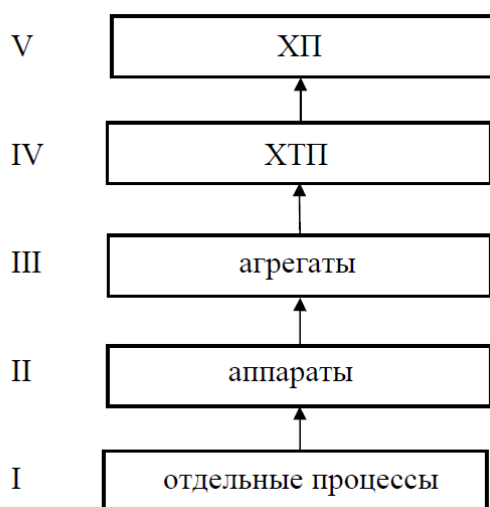 V ХП
IV ХТП
III агрегаты
II аппараты
I отдельные процессы